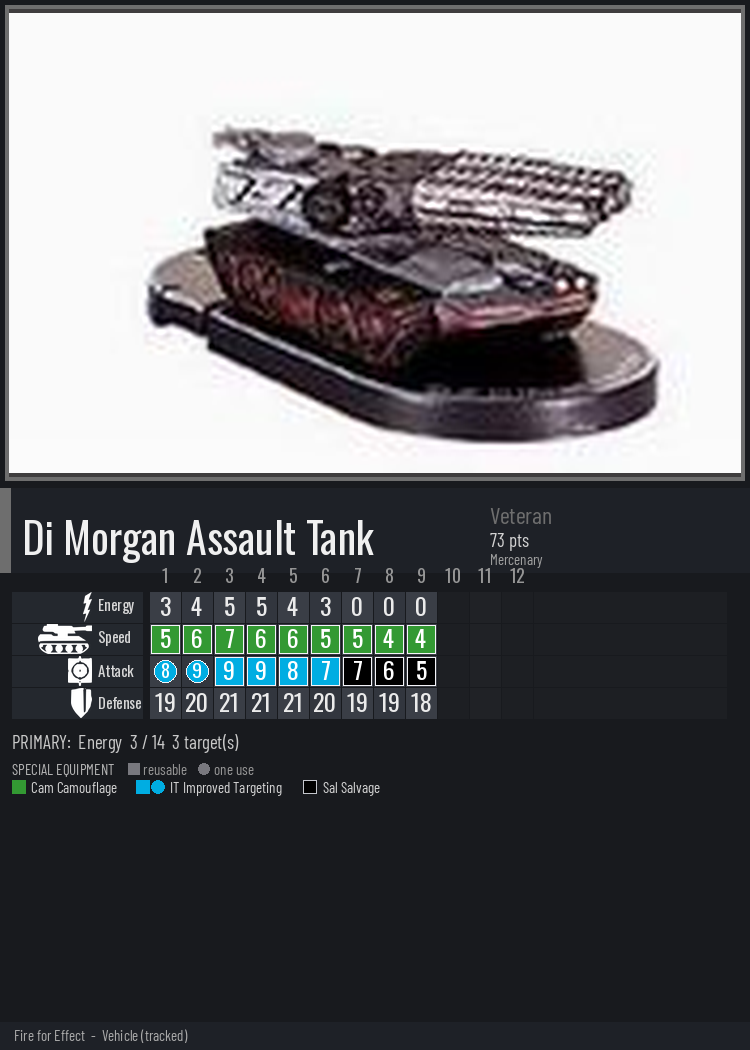 Di Morgan Assault Tank
Veteran
73 pts
Mercenary
1 2 3 4 5 6 7 8 9 10 11 12
Energy 3 4 5 5 4 3 0 0 0
Speed 5 6 7 6 6 5 5 4 4
Attack 8 9 9 9 8 7 7 6 5
Defense 19 20 21 21 21 20 19 19 18
PRIMARY: Energy 3 / 14 3 target(s)
SPECIAL EQUIPMENT reusable one use
Cam Camouflage IT Improved Targeting Sal Salvage
Fire for Effect - Vehicle (tracked)